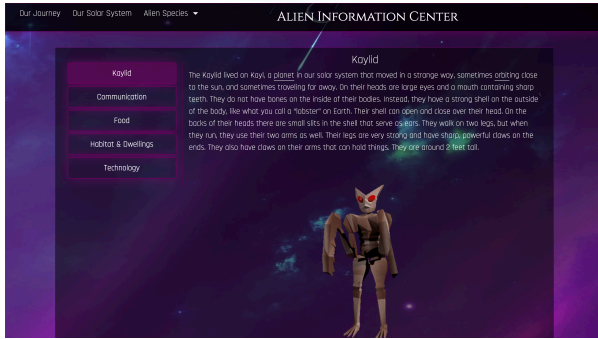 Our Journey Our Solar System Alien Species
ALIEN INFORMATION CENTER
Kaylid
Communication
Food
Habitat & Dwellings
Technology
Kaylid
The Kaylid lived on Kayl, a planet in our solar system that moved in a strange way, sometimes orbiting close
to the sun, and sometimes traveling far away. On their heads are large eyes and a mouth containing sharp
teeth. They do not have bones on the inside of their bodies. Instead, they have a strong shell on the outside
of the body, like what you call a "lobster" on Earth. Their shell can open and close over their head. On the
backs of their heads there are small slits in the shell that serve as ears. They walk on two legs, but when
they run, they use their two arms as well. Their legs are very strong and have sharp, powerful claws on the
ends. They also have claws on their arms that can hold things. They are around 2 feet tall.